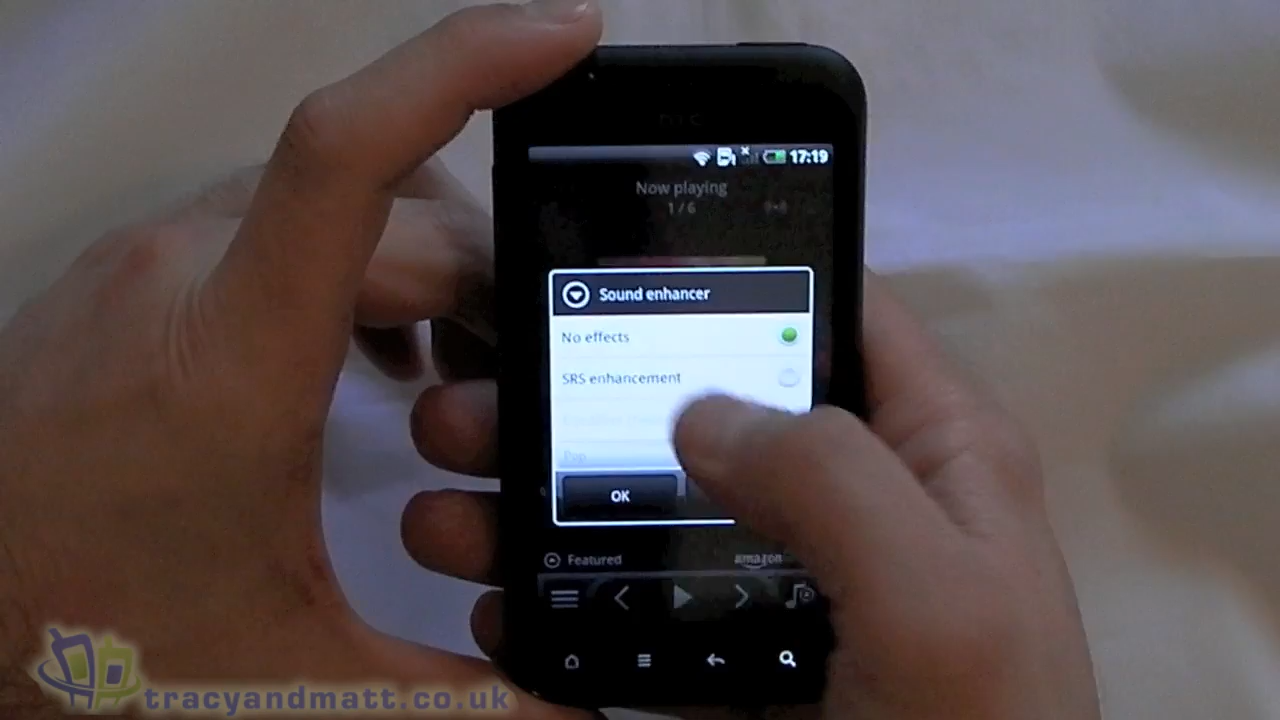 hTC
17:19
Now playing
1 / 6
Sound enhancer
No effects
SRS enhancement
Pop
OK
Featured
amazon
tracyandmatt.co.uk